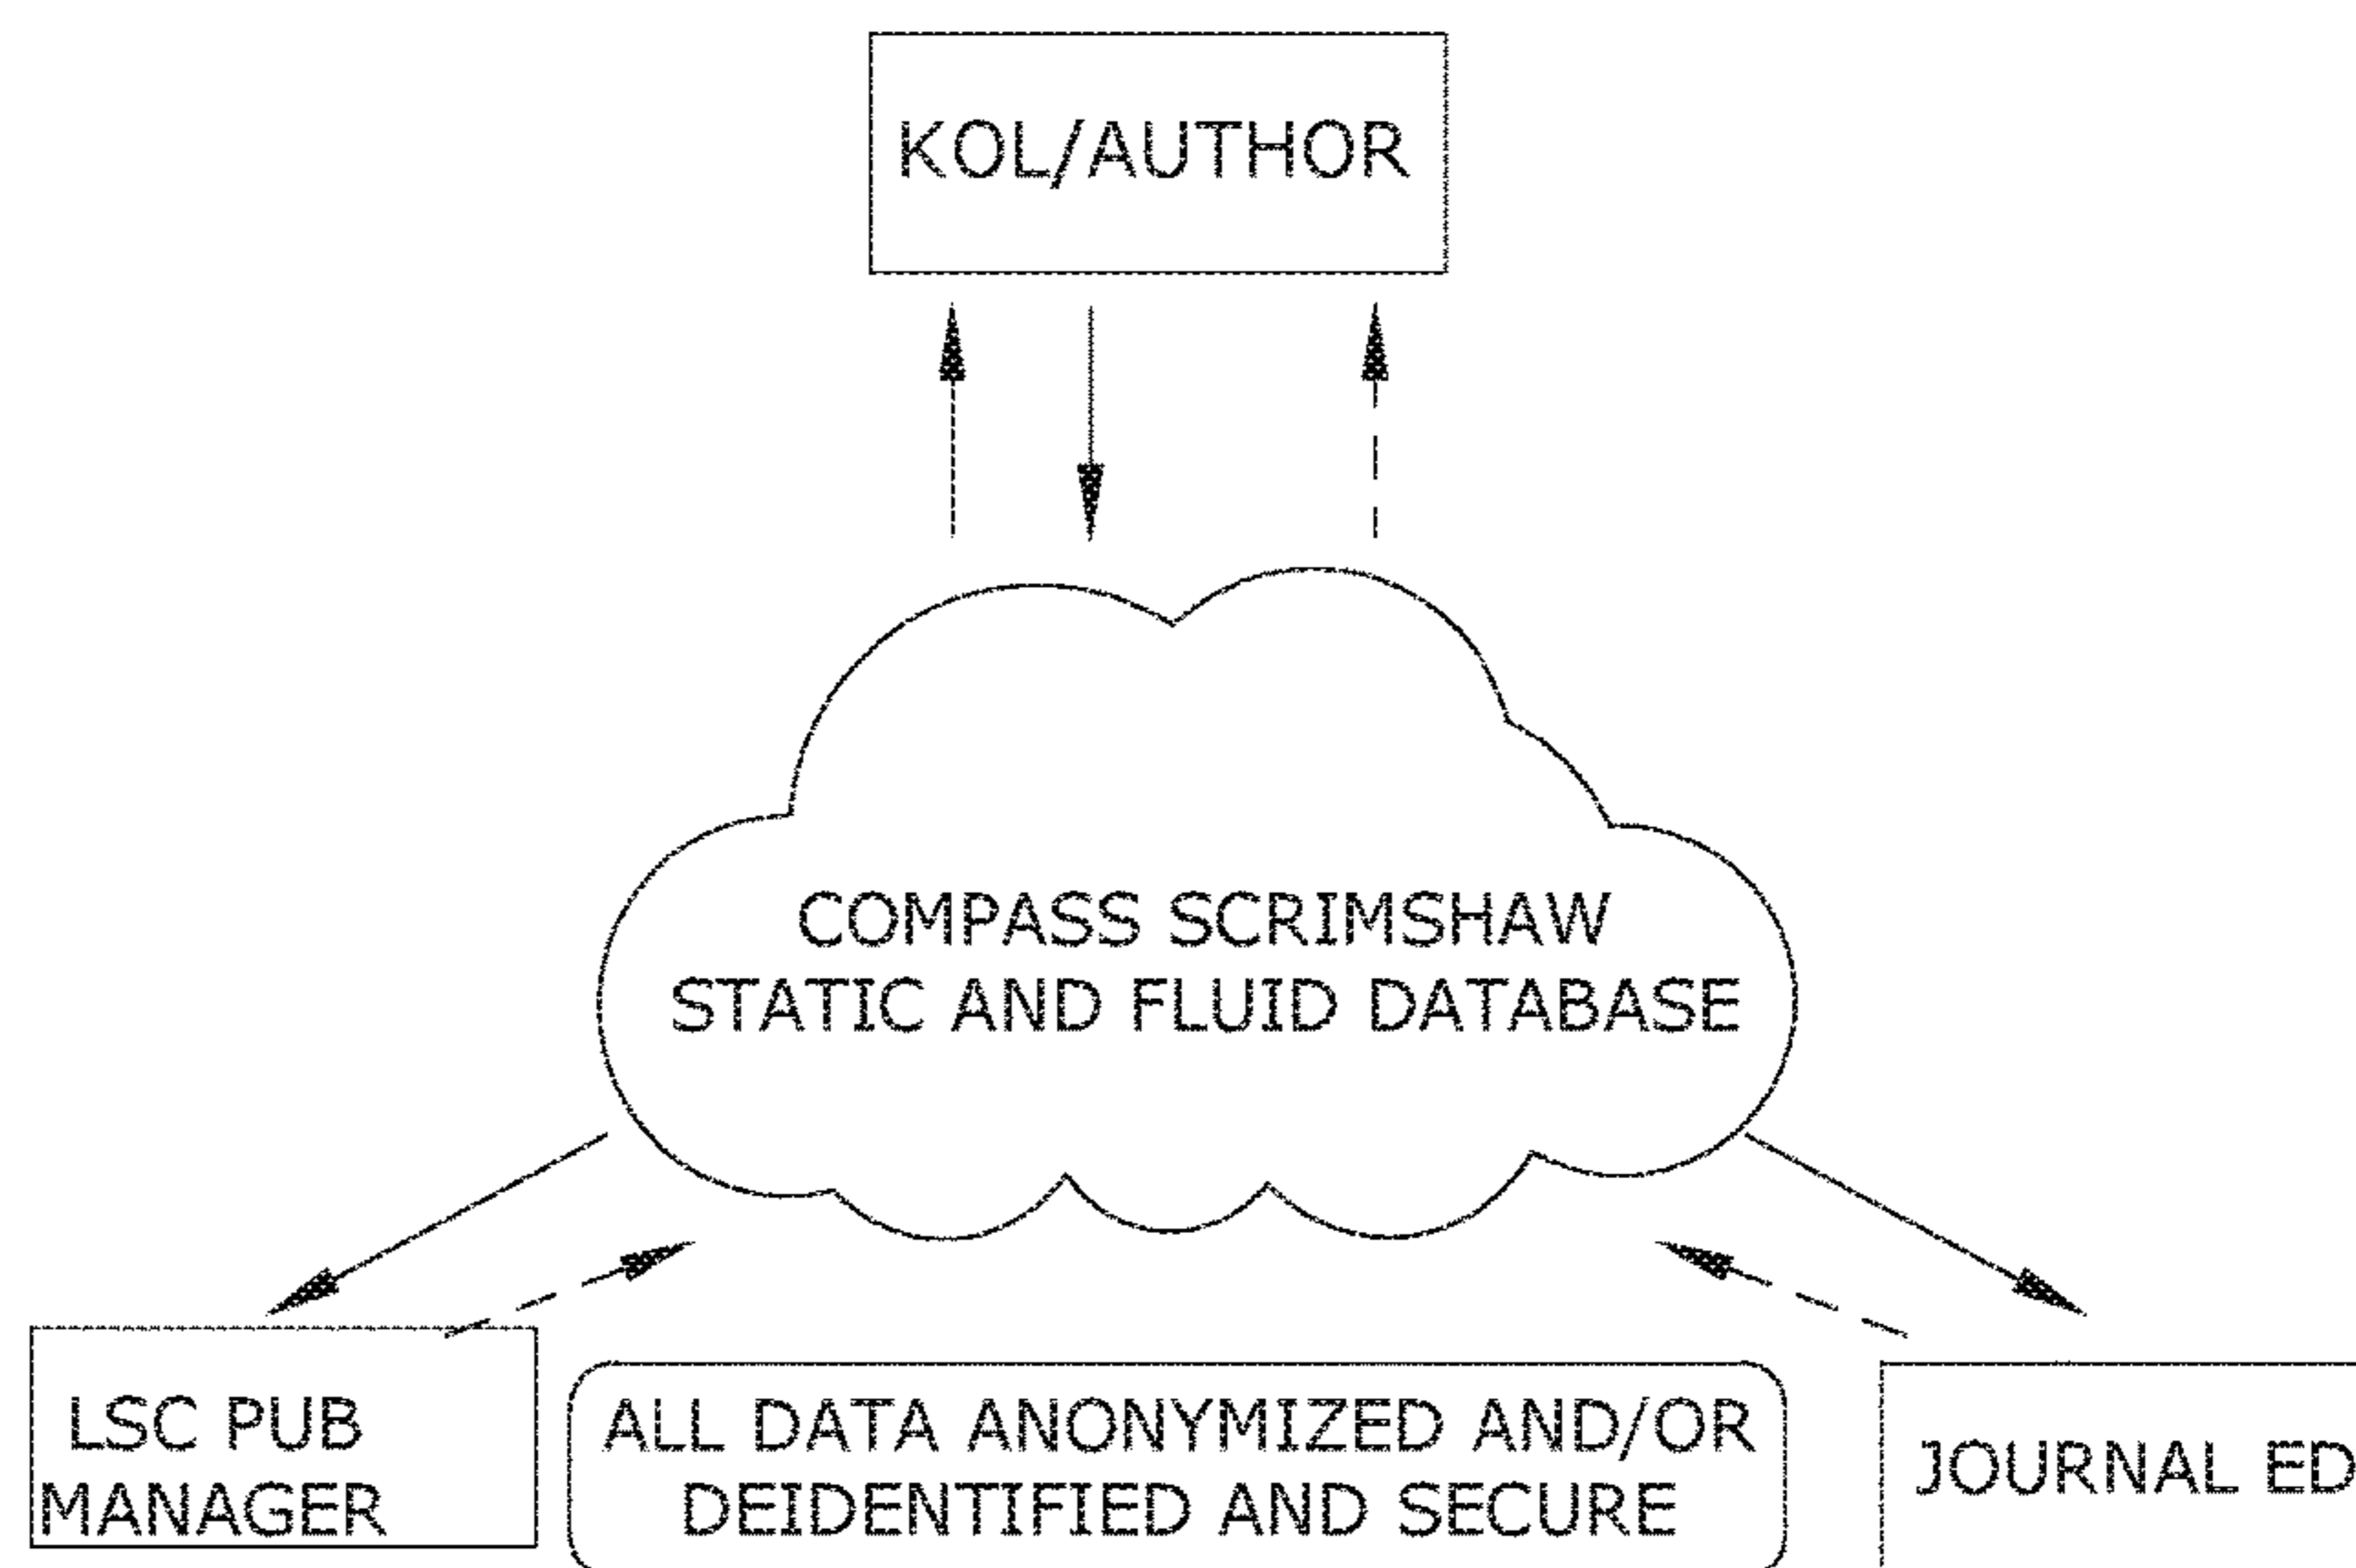 KOL/AUTHOR
COMPASS SCRIMSHAW
STATIC AND FLUID DATABASE
LSC PUB
MANAGER
ALL DATA ANONYMIZED AND/OR
DEIDENTIFIED AND SECURE
JOURNAL ED